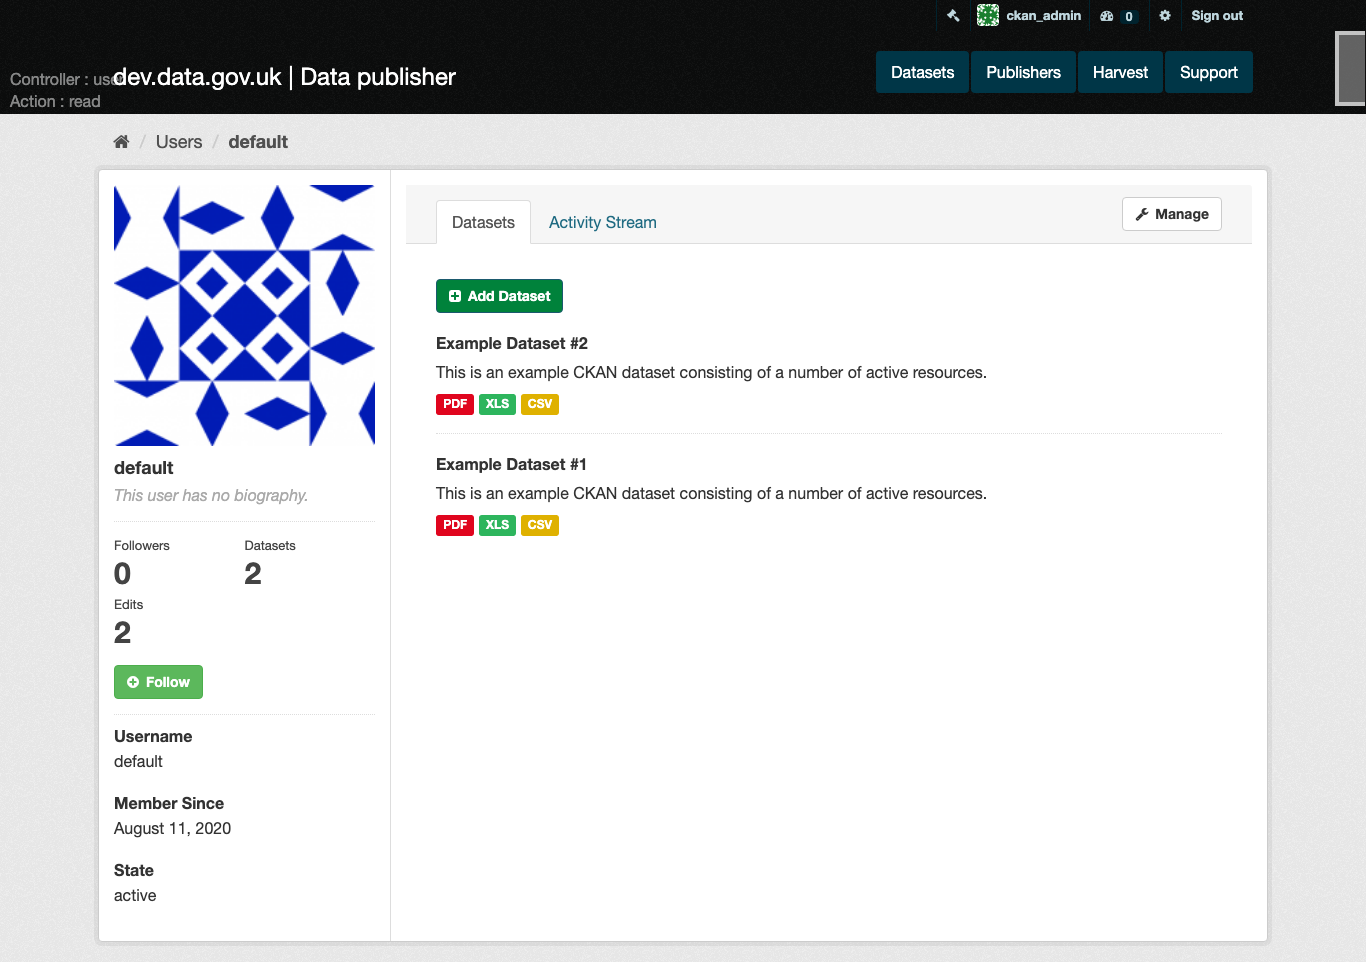 ckan_admin 0 Sign out
Controller : user
dev.data.gov.uk | Data publisher
Action : read
Datasets Publishers Harvest Support
/ Users / default
Datasets Activity Stream Manage
Add Dataset
Example Dataset #2
This is an example CKAN dataset consisting of a number of active resources.
PDF XLS CSV
Example Dataset #1
This is an example CKAN dataset consisting of a number of active resources.
PDF XLS CSV
default
This user has no biography.
Followers Datasets
0 2
Edits
2
Follow
Username
default
Member Since
August 11, 2020
State
active